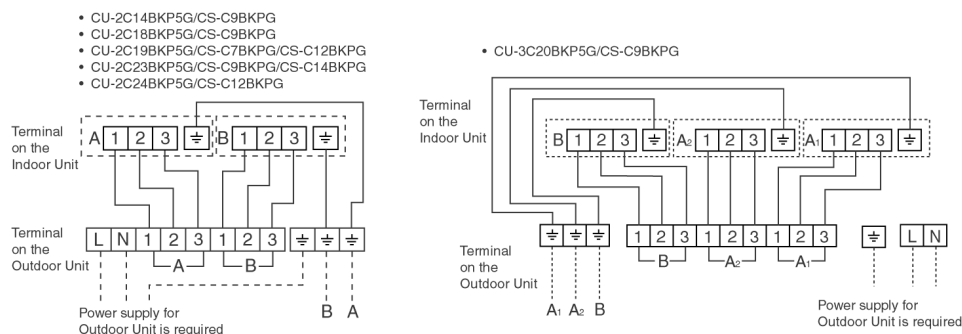 • CU-2C14BKP5G/CS-C9BKPG
• CU-2C18BKP5G/CS-C9BKPG
• CU-2C19BKP5G/CS-C7BKPG/CS-C12BKPG
• CU-2C23BKP5G/CS-C9BKPG/CS-C14BKPG
• CU-2C24BKP5G/CS-C12BKPG
Terminal
on the
Indoor Unit
A 1 2 3 B 1 2 3
Terminal
on the
Outdoor Unit
L N 1 2 3 1 2 3
A B
Power supply for
Outdoor Unit is required
B A
• CU-3C20BKP5G/CS-C9BKPG
Terminal
on the
Indoor Unit
B 1 2 3 A2 1 2 3 A1 1 2 3
Terminal
on the
Outdoor Unit
1 2 3 1 2 3 1 2 3 L N
B A2 A1
A1 A2 B
Power supply for
Outdoor Unit is required